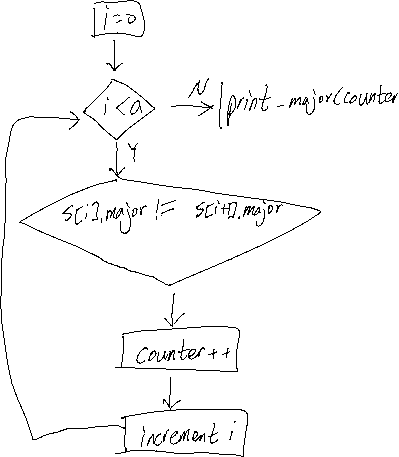 i=0
i<a
N
print_major(counter
Y
s[i].major != s[i+1].major
counter++
increment i